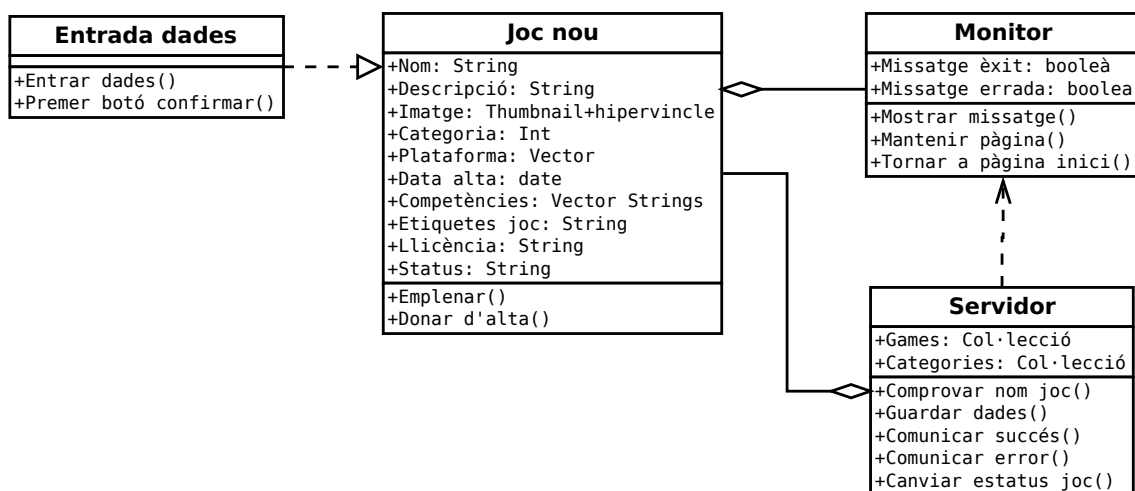 Entrada dades
+Entrar dades()
+Premer botó confirmar()
Joc nou
+Nom: String
+Descripció: String
+Imatge: Thumbnail+hipervincle
+Categoria: Int
+Plataforma: Vector
+Data alta: date
+Competències: Vector Strings
+Etiquetes joc: String
+Llicència: String
+Status: String
+Emplenar()
+Donar d'alta()
Monitor
+Missatge èxit: booleà
+Missatge errada: boolea
+Mostrar missatge()
+Mantenir pàgina()
+Tornar a pàgina inici()
Servidor
+Games: Col·lecció
+Categories: Col·lecció
+Comprovar nom joc()
+Guardar dades()
+Comunicar succés()
+Comunicar error()
+Canviar estatus joc()